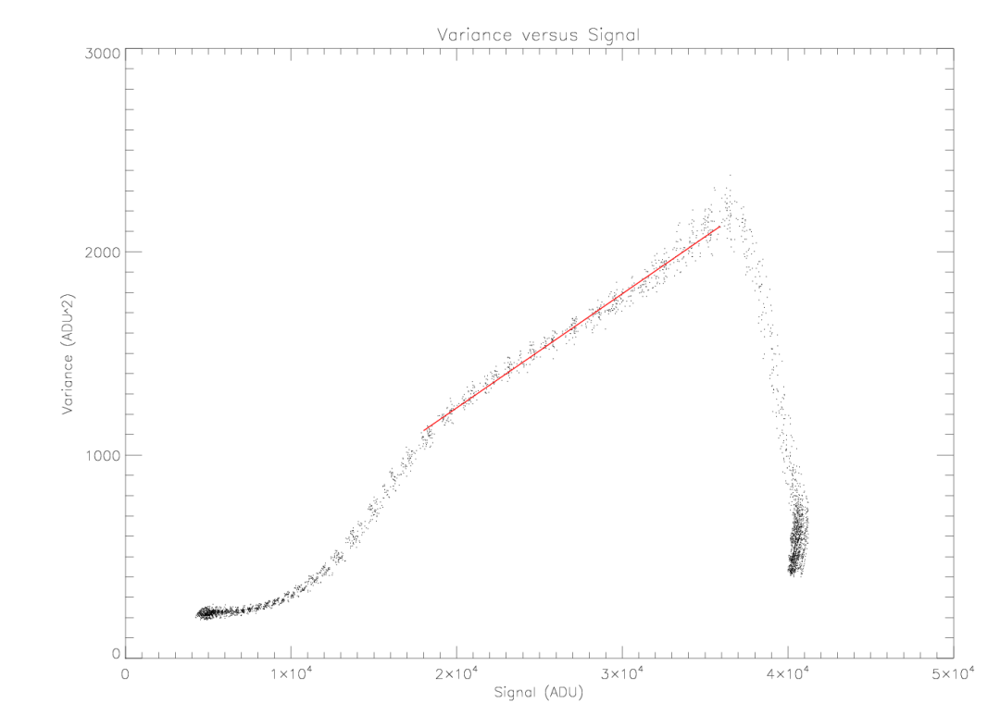 Variance versus Signal
3000
2000
1000
0
Variance (ADU^2)
0 1×10⁴ 2×10⁴ 3×10⁴ 4×10⁴ 5×10⁴
Signal (ADU)